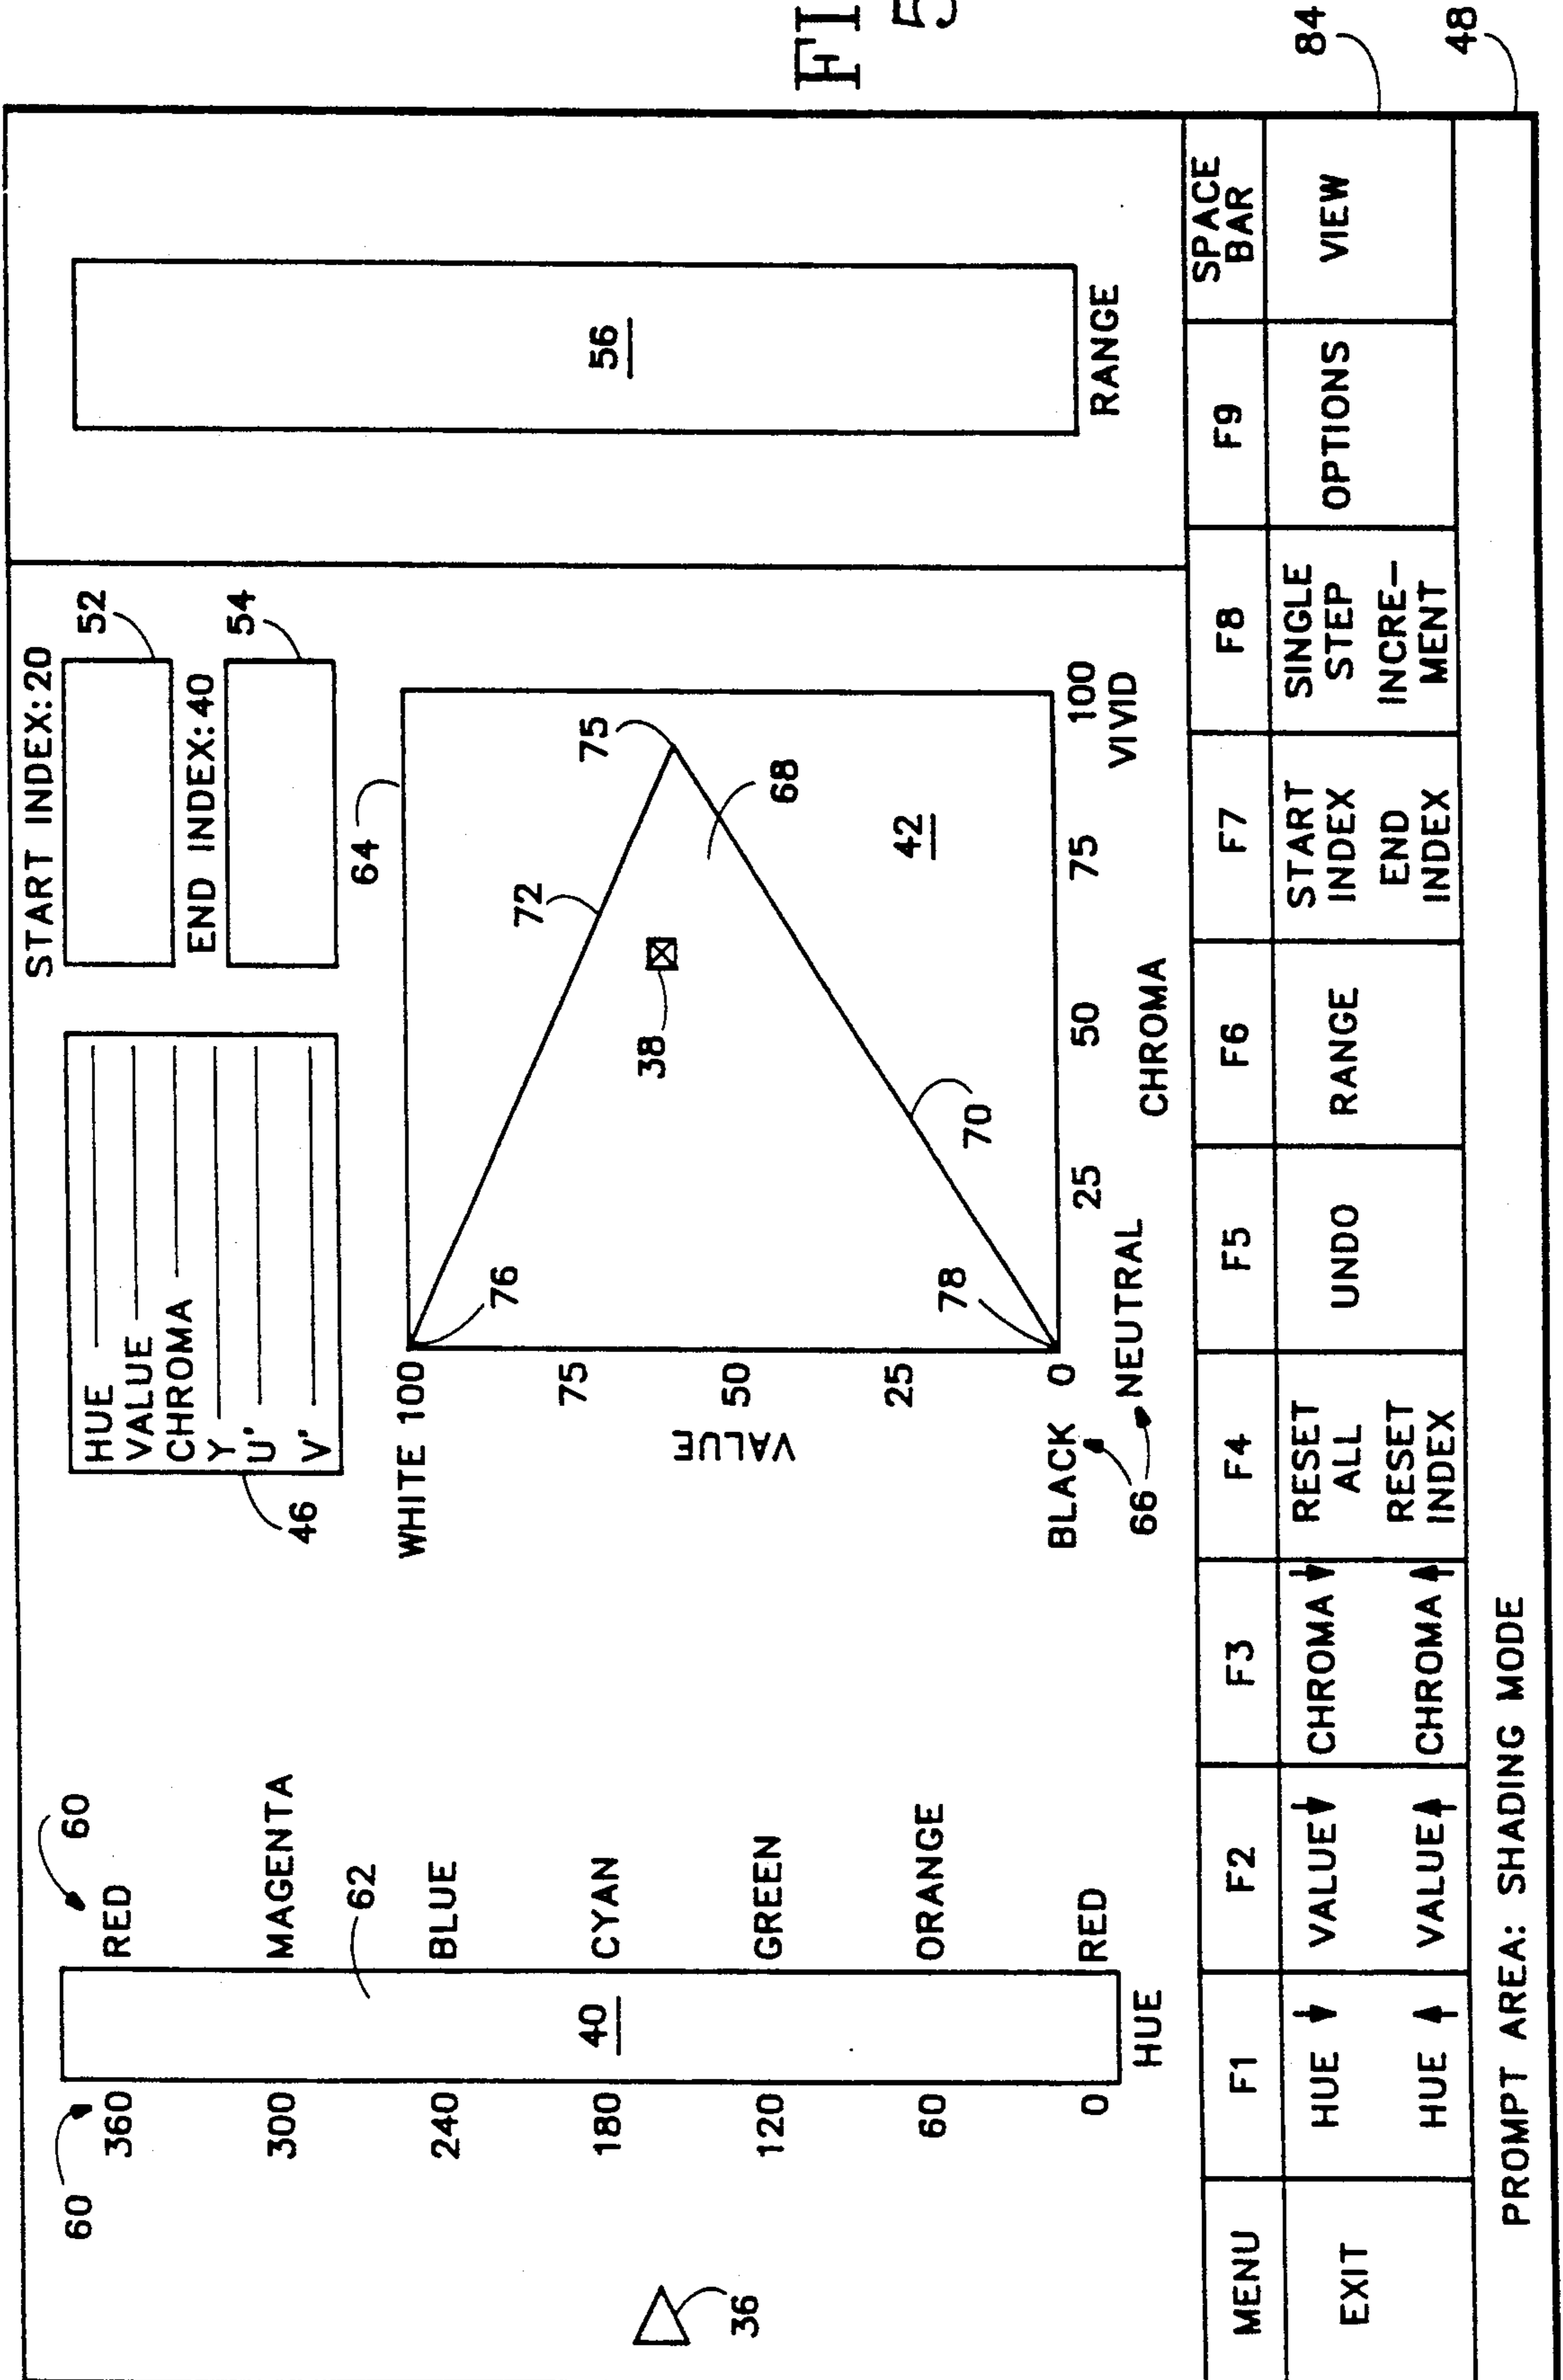 FI
5
START INDEX:20
52
END INDEX:40
54
HUE
VALUE
CHROMA
Y
U'
V'
46
60
60
360 RED
300 MAGENTA
62
240 BLUE
180 CYAN
40
120 GREEN
60 ORANGE
0 RED
HUE
36
64
WHITE 100
75
50
25
BLACK 0
VALUE
76
72
75
68
38
42
70
78
66
NEUTRAL
25
50
75
100
VIVID
CHROMA
56
RANGE
MENU F1 F2 F3 F4 F5 F6 F7 F8 F9 SPACE BAR
EXIT
HUE
HUE
VALUE
VALUE
CHROMA
CHROMA
RESET
ALL
RESET
INDEX
UNDO
RANGE
START
INDEX
END
INDEX
SINGLE
STEP
INCRE–
MENT
OPTIONS
VIEW
84
PROMPT AREA: SHADING MODE
48